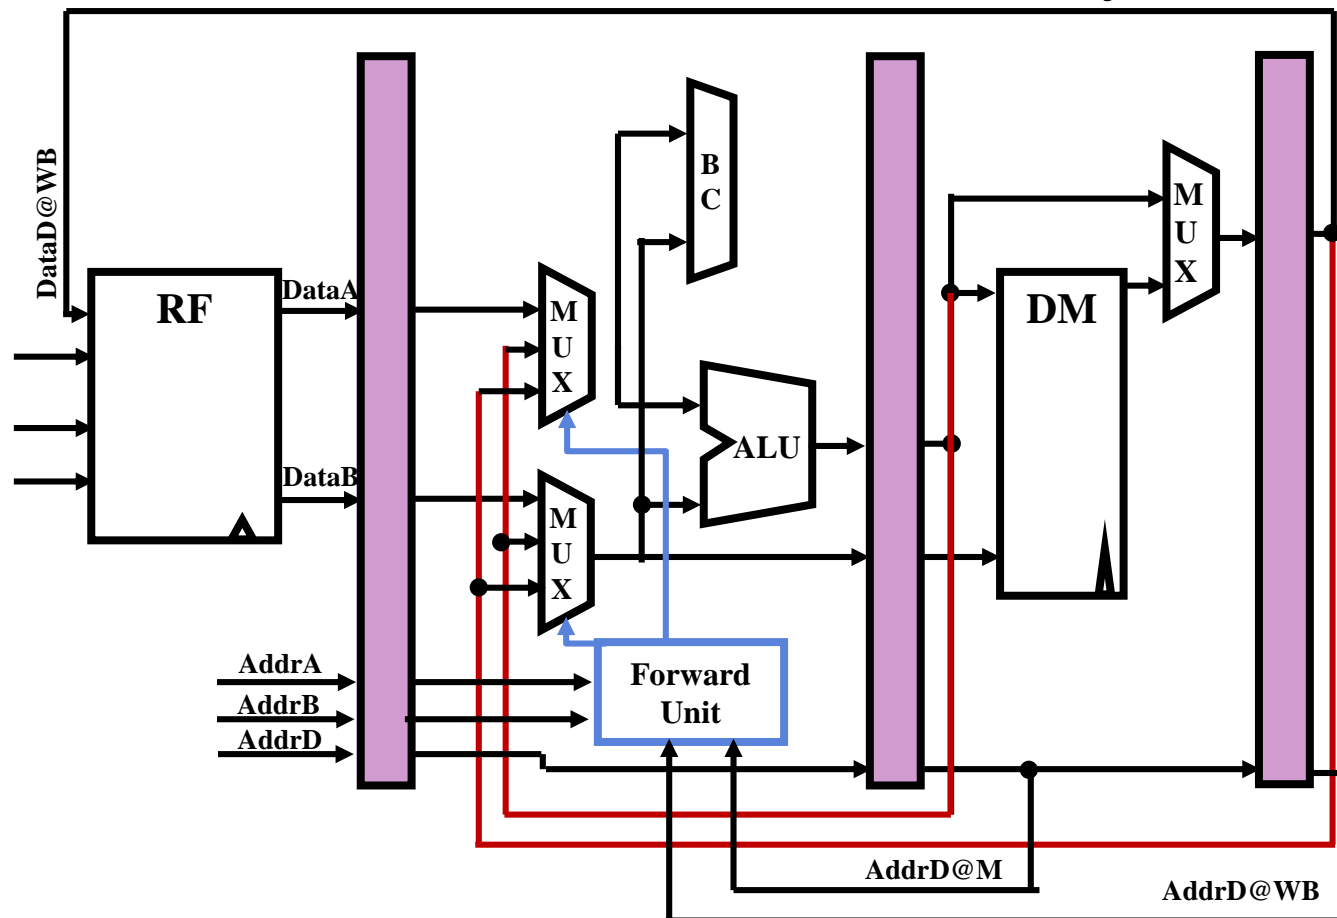 DataD@WB
RF
DataA
DataB
B
C
M
U
X
M
U
X
ALU
DM
M
U
X
AddrA
AddrB
AddrD
Forward
Unit
AddrD@M
AddrD@WB